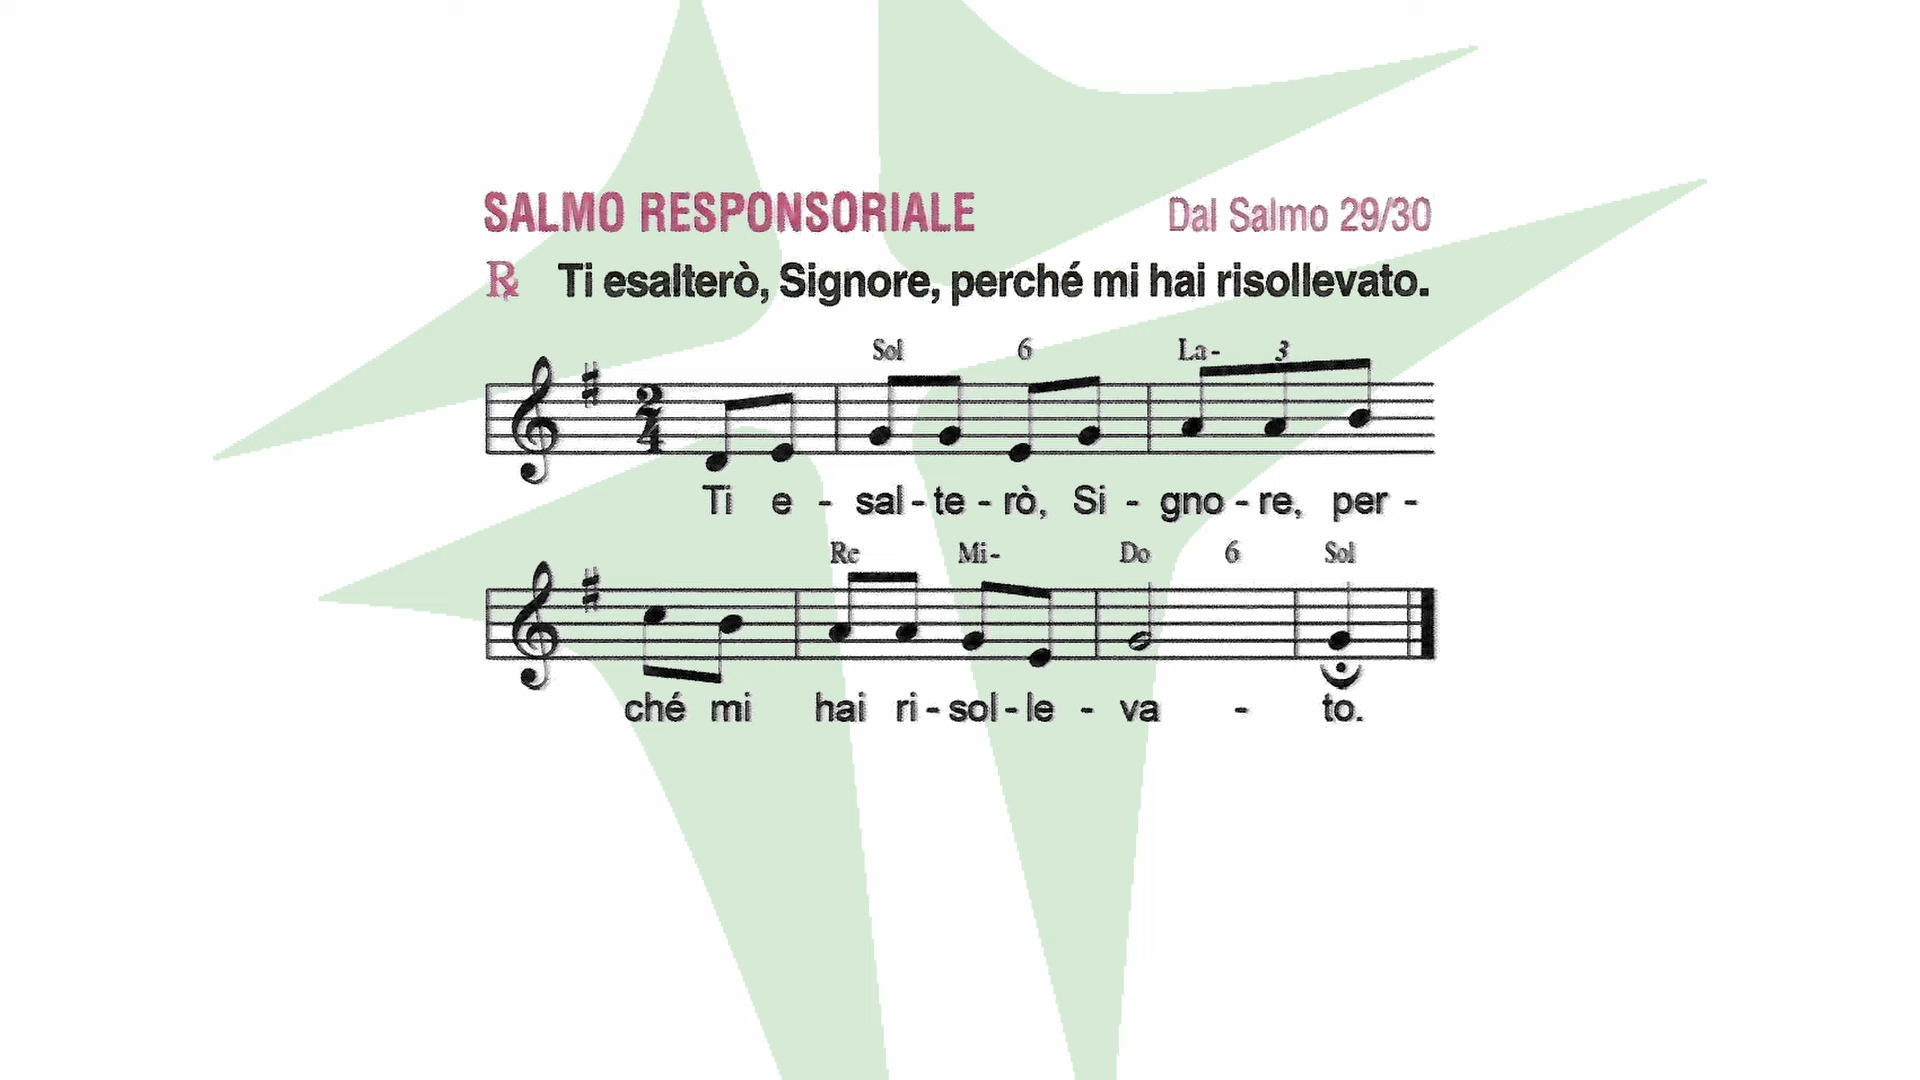 SALMO RESPONSORIALE Dal Salmo 29/30
℟ Ti esalterò, Signore, perché mi hai risollevato.
Sol 6 La- 3
2
4
Ti e - sal - te - rò, Si - gno - re, per -
Re Mi- Do 6 Sol
ché mi hai ri - sol - le - va - to.